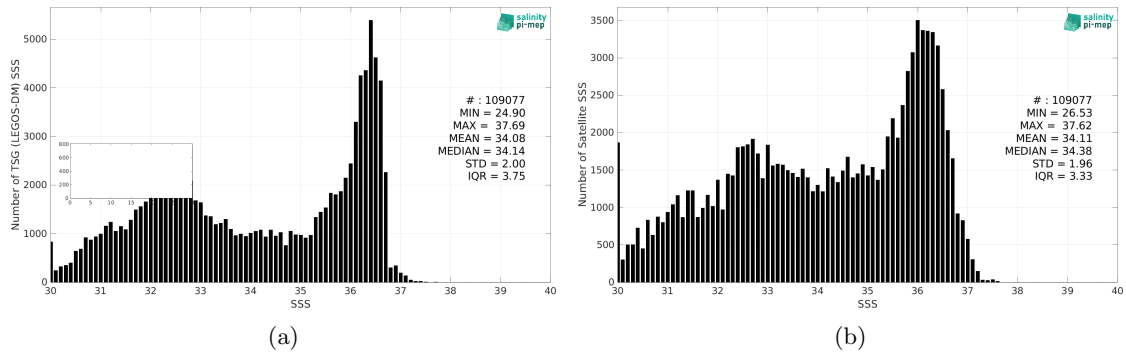 salinity
pi-mep
Number of TSG (LEGOS-DM) SSS
5000
4000
3000
2000
1000
0
30
31
32
33
34
35
36
37
38
39
40
SSS
800
600
400
200
0
0
5
10
15
# : 109077
MIN = 24.90
MAX = 37.69
MEAN = 34.08
MEDIAN = 34.14
STD = 2.00
IQR = 3.75
(a)
salinity
pi-mep
Number of Satellite SSS
3500
3000
2500
2000
1500
1000
500
0
30
31
32
33
34
35
36
37
38
39
40
SSS
# : 109077
MIN = 26.53
MAX = 37.62
MEAN = 34.11
MEDIAN = 34.38
STD = 1.96
IQR = 3.33
(b)